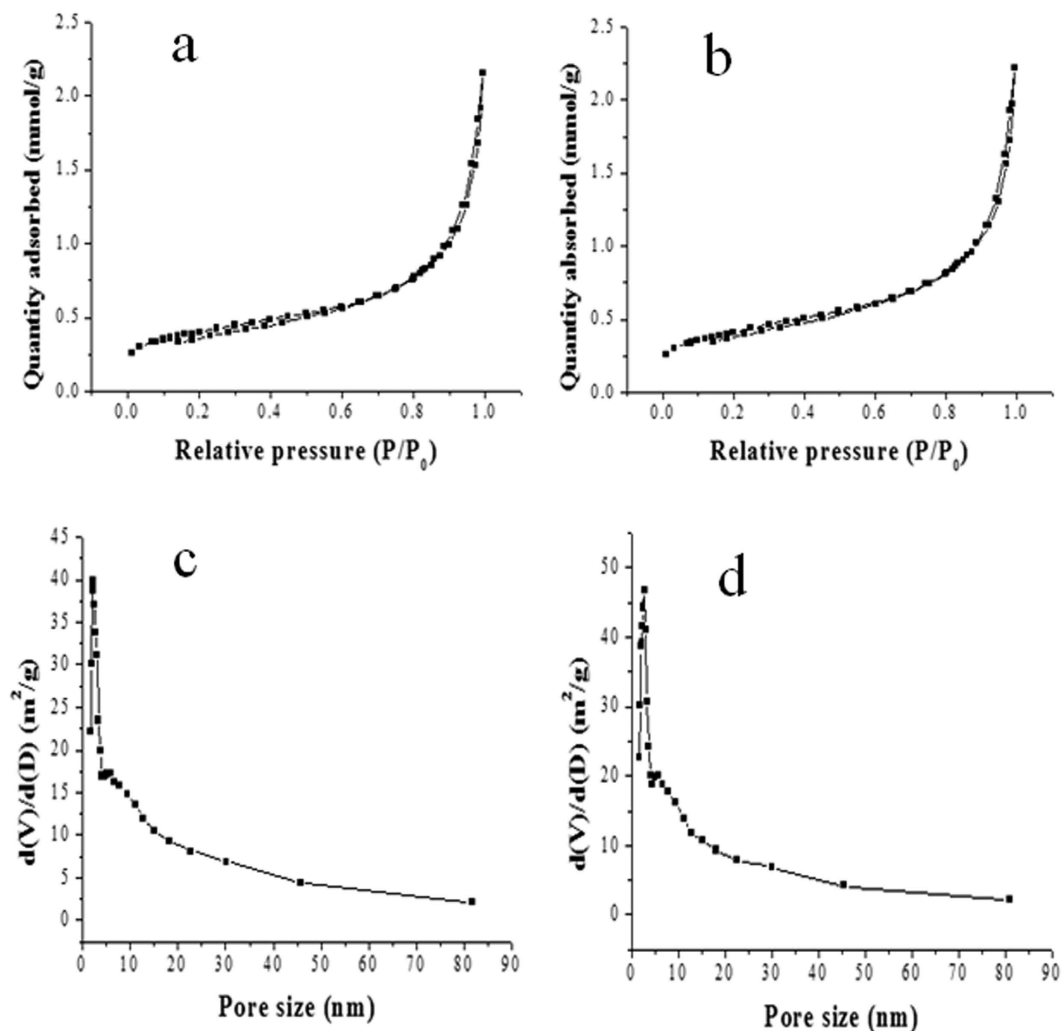 a
Quantity adsorbed (mmol/g)
2.5
2.0
1.5
1.0
0.5
0.0
0.0 0.2 0.4 0.6 0.8 1.0
Relative pressure (P/P₀)
b
Quantity absorbed (mmol/g)
2.5
2.0
1.5
1.0
0.5
0.0
0.0 0.2 0.4 0.6 0.8 1.0
Relative pressure (P/P₀)
c
d(V)/d(D) (m²/g)
45
40
35
30
25
20
15
10
5
0
0 10 20 30 40 50 60 70 80 90
Pore size (nm)
d
d(V)/d(D) (m²/g)
50
40
30
20
10
0
0 10 20 30 40 50 60 70 80 90
Pore size (nm)